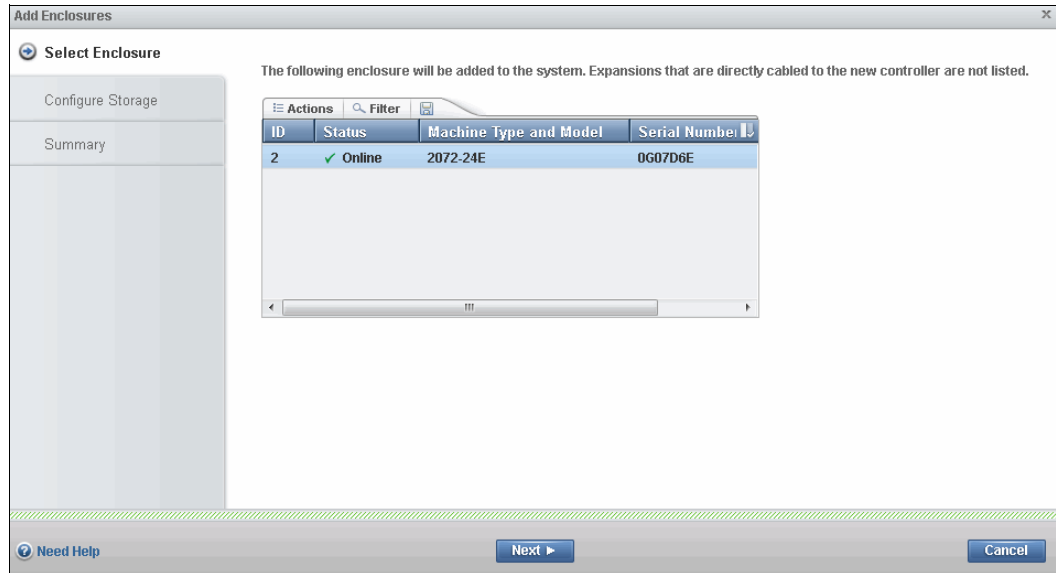 Add Enclosures
x
Select Enclosure
Configure Storage
Summary
The following enclosure will be added to the system. Expansions that are directly cabled to the new controller are not listed.
Actions Filter
ID Status Machine Type and Model Serial Number
2 Online 2072-24E 0G07D6E
Need Help Next Cancel